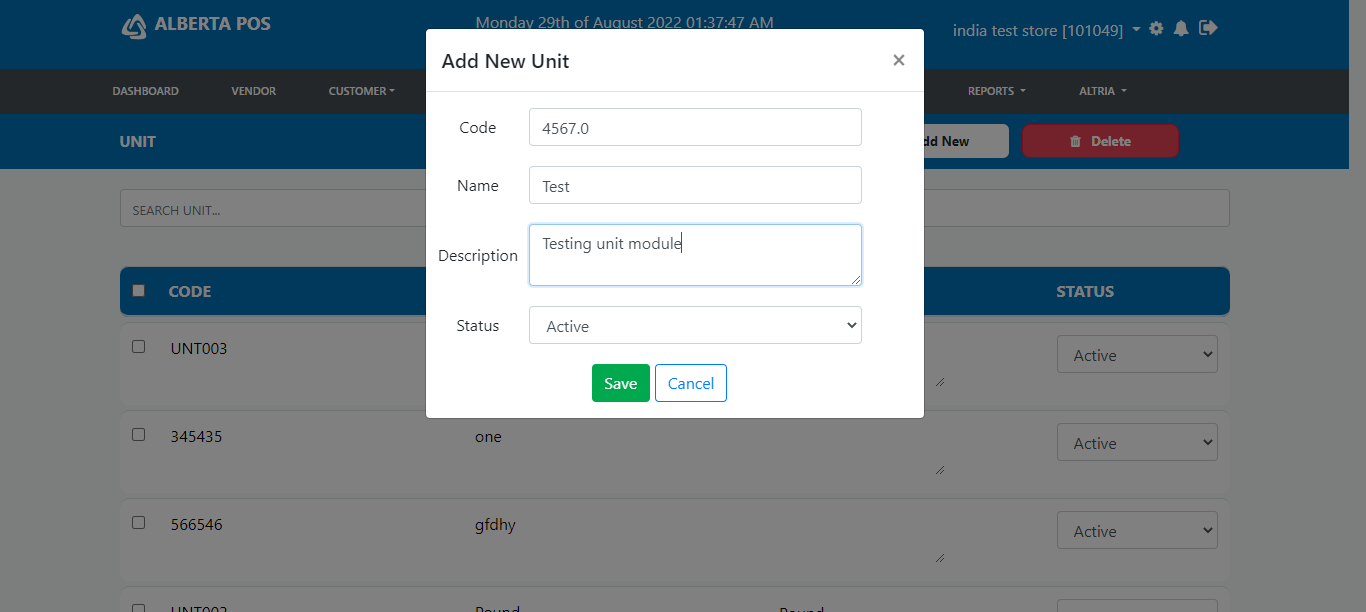 ALBERTA POS
Monday 29th of August 2022 01:37:47 AM
india test store [101049]
Add New Unit
×
DASHBOARD
VENDOR
CUSTOMER
REPORTS
ALTRIA
UNIT
Code
4567.0
dd New
Delete
Name
Test
SEARCH UNIT...
Description
Testing unit module
CODE
STATUS
Status
Active
UNT003
Active
Save
Cancel
345435
one
Active
566546
gfdhy
Active
UNT002
Pound
Pound